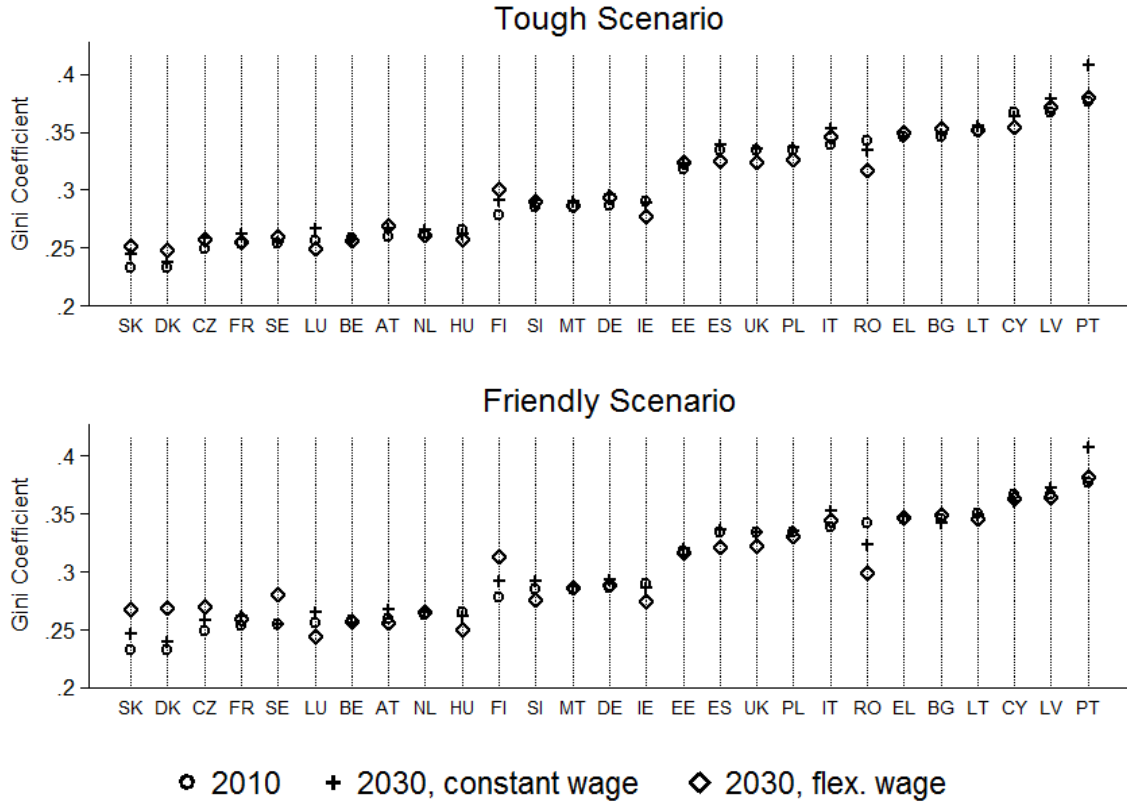 Tough Scenario
Gini Coefficient
.4
.35
.3
.25
.2
SK DK CZ FR SE LU BE AT NL HU FI SI MT DE IE EE ES UK PL IT RO EL BG LT CY LV PT
Friendly Scenario
Gini Coefficient
.4
.35
.3
.25
.2
SK DK CZ FR SE LU BE AT NL HU FI SI MT DE IE EE ES UK PL IT RO EL BG LT CY LV PT
2010 2030, constant wage 2030, flex. wage